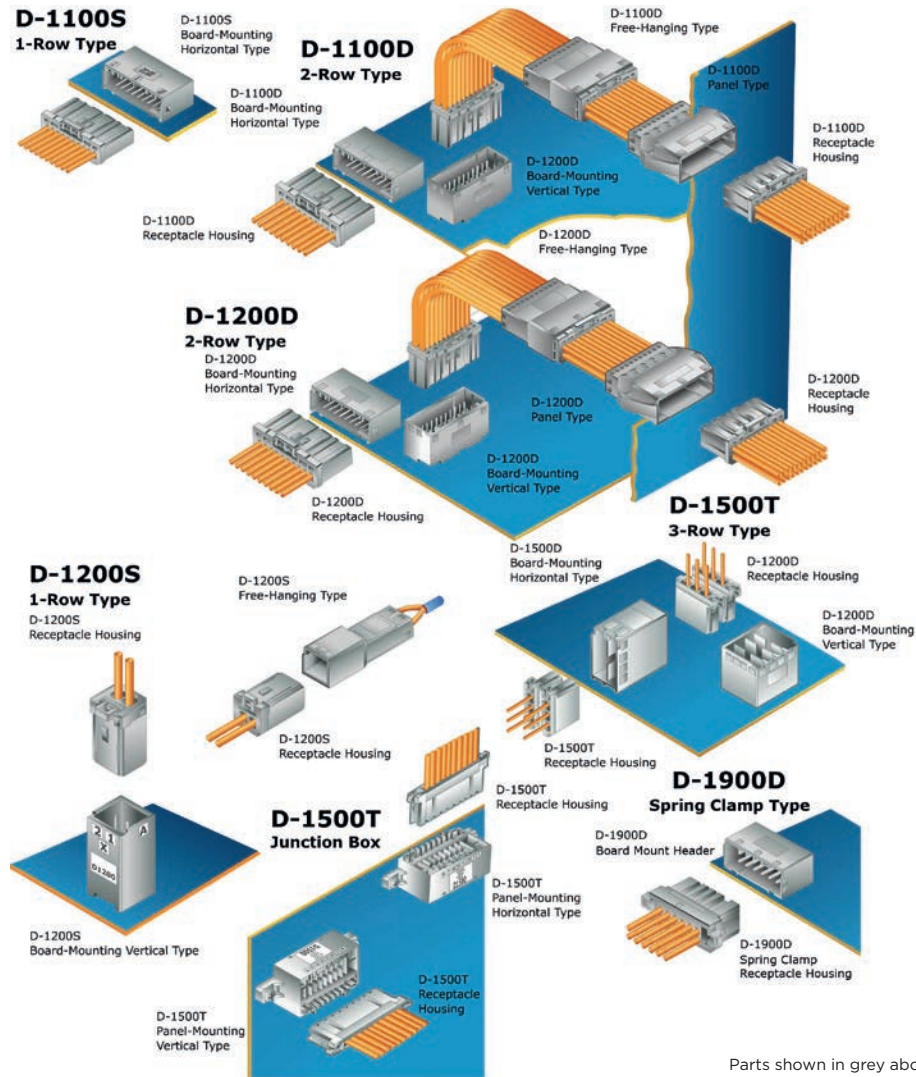 D-1100S
1-Row Type
D-1100S
Board-Mounting
Horizontal Type
D-1100D
Board-Mounting
Horizontal Type
D-1100D
2-Row Type
D-1100D
Free-Hanging Type
D-1100D
Panel Type
D-1100D
Receptacle
Housing
D-1200D
Board-Mounting
Vertical Type
D-1100D
Receptacle Housing
D-1200D
Free-Hanging Type
D-1200D
2-Row Type
D-1200D
Board-Mounting
Horizontal Type
D-1200D
Panel Type
D-1200D
Receptacle
Housing
D-1200D
Board-Mounting
Vertical Type
D-1200D
Receptacle Housing
D-1500T
3-Row Type
D-1500D
Board-Mounting
Horizontal Type
D-1200D
Receptacle Housing
D-1200D
Board-Mounting
Vertical Type
D-1500T
Receptacle Housing
D-1200S
1-Row Type
D-1200S
Receptacle Housing
D-1200S
Free-Hanging Type
D-1200S
Receptacle Housing
2 1 A
X
D1200
D-1200S
Board-Mounting Vertical Type
D-1500T
Junction Box
D-1500T
Receptacle Housing
D-1500T
Panel-Mounting
Horizontal Type
D-1500T
Receptacle
Housing
D-1500T
Panel-Mounting
Vertical Type
D-1900D
Spring Clamp Type
D-1900D
Board Mount Header
D-1900D
Spring Clamp
Receptacle Housing
Parts shown in grey abo